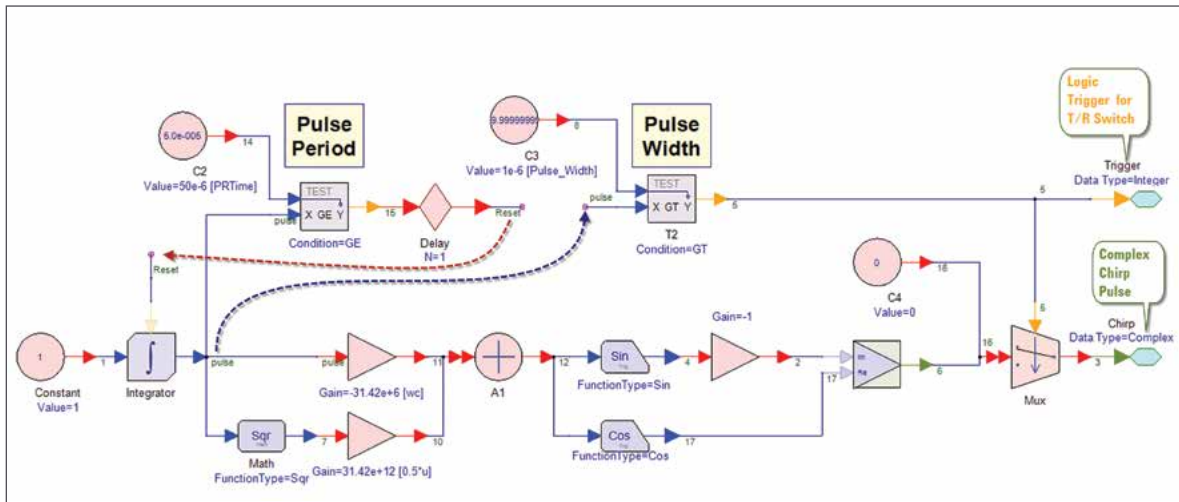 Logic
Trigger for
T/R Switch
Pulse
Period
Pulse
Width
5.0e-005
14
C2
Value=50e-6 [PRTime]
TEST
X GE Y
pulse
Condition=GE
15
Delay
N=1
Reset
9.9999999
8
C3
Value=1e-6 [Pulse_Width]
pulse
TEST
X GT Y
T2
Condition=GT
5
5
Trigger
Data Type=Integer
Reset
0
16
C4
Value=0
Complex
Chirp
Pulse
Chirp
Data Type=Complex
1
Constant
Value=1
1
Integrator
pulse
pulse
11
Gain=-31.42e+6 [wc]
Sqr
Math
FunctionType=Sqr
7
10
Gain=31.42e+12 [0.5*u]
A1
12
Sin
FunctionType=Sin
4
Gain=-1
2
17
Cos
FunctionType=Cos
17
6
16
6
Mux
3